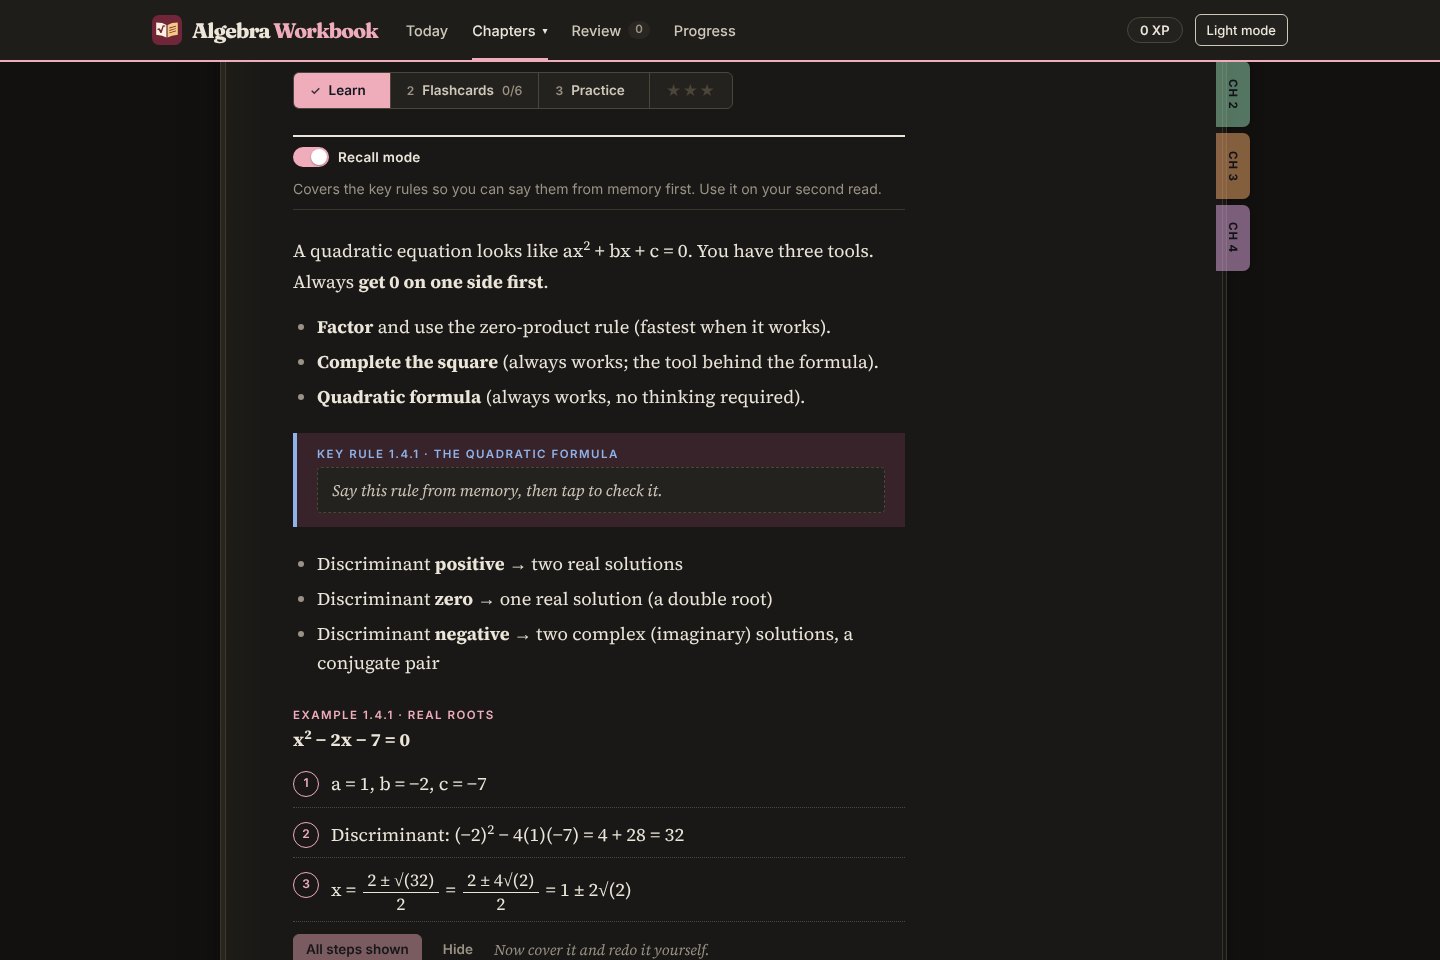 Algebra Workbook Today Chapters ▾ Review 0 Progress 0 XP Light mode
✓ Learn 2 Flashcards 0/6 3 Practice ★★★
CH 2
CH 3
CH 4
Recall mode
Covers the key rules so you can say them from memory first. Use it on your second read.
A quadratic equation looks like ax² + bx + c = 0. You have three tools.
Always get 0 on one side first.
• Factor and use the zero-product rule (fastest when it works).
• Complete the square (always works; the tool behind the formula).
• Quadratic formula (always works, no thinking required).
KEY RULE 1.4.1 · THE QUADRATIC FORMULA
Say this rule from memory, then tap to check it.
• Discriminant positive → two real solutions
• Discriminant zero → one real solution (a double root)
• Discriminant negative → two complex (imaginary) solutions, a
conjugate pair
EXAMPLE 1.4.1 · REAL ROOTS
x² − 2x − 7 = 0
1 a = 1, b = −2, c = −7
2 Discriminant: (−2)² − 4(1)(−7) = 4 + 28 = 32
3 x = (2 ± √(32))/2 = (2 ± 4√(2))/2 = 1 ± 2√(2)
All steps shown Hide Now cover it and redo it yourself.